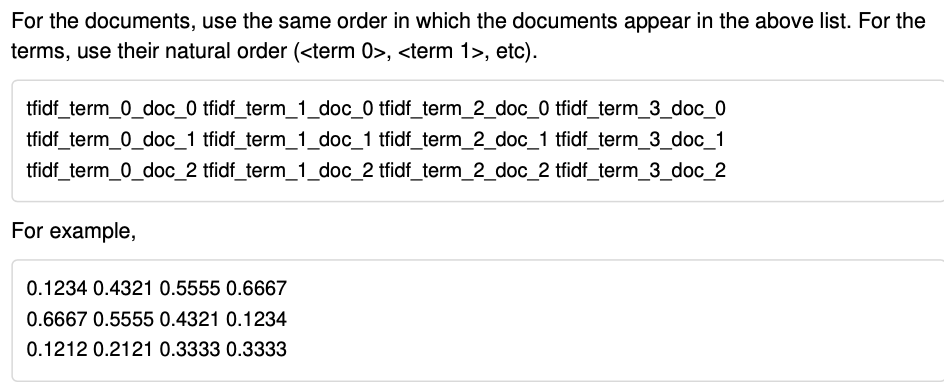 For the documents, use the same order in which the documents appear in the above list. For the
terms, use their natural order (<term 0>, <term 1>, etc).
tfidf_term_0_doc_0 tfidf_term_1_doc_0 tfidf_term_2_doc_0 tfidf_term_3_doc_0
tfidf_term_0_doc_1 tfidf_term_1_doc_1 tfidf_term_2_doc_1 tfidf_term_3_doc_1
tfidf_term_0_doc_2 tfidf_term_1_doc_2 tfidf_term_2_doc_2 tfidf_term_3_doc_2
For example,
0.1234 0.4321 0.5555 0.6667
0.6667 0.5555 0.4321 0.1234
0.1212 0.2121 0.3333 0.3333